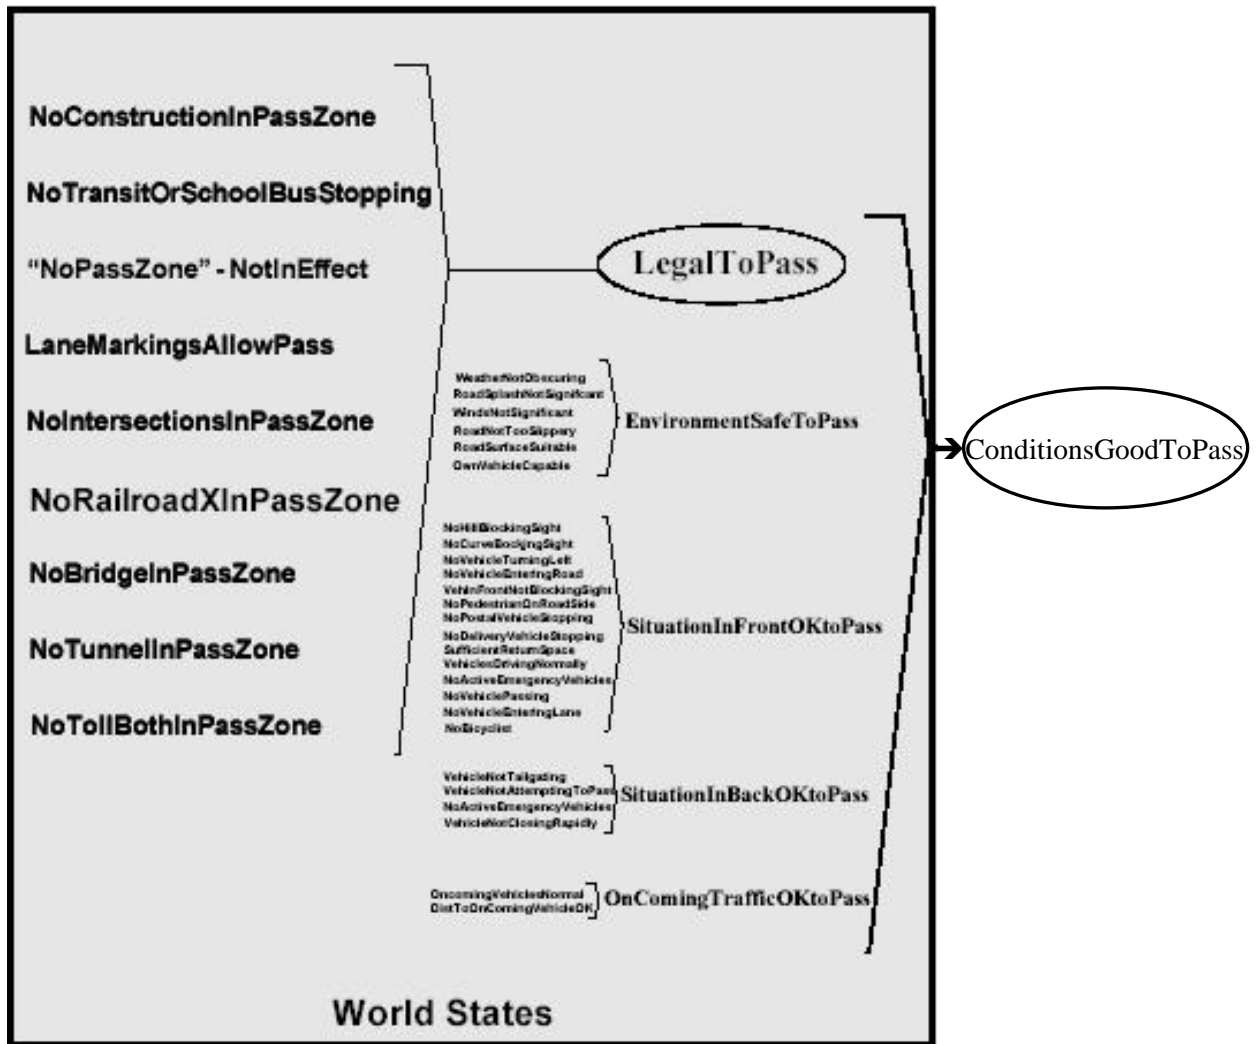 NoConstructionInPassZone
NoTransitOrSchoolBusStopping
“NoPassZone” - NotInEffect
LaneMarkingsAllowPass
NoIntersectionsInPassZone
NoRailroadXInPassZone
NoBridgeInPassZone
NoTunnelInPassZone
NoTollBothInPassZone
LegalToPass
WeatherNotObscuring
RoadSplashNotSignifcant
WindsNotSignificant
RoadNotTooSlippery
RoadSurfaceSuitable
OwnVehicleCapable
EnvironmentSafeToPass
NoHillBlockingSight
NoCurveBockjngSight
NoVehicleTurningLeft
NoVehicleEnteringRoad
VehInFrontNotBlockingSight
NoPedestrianOnRoadSide
NoPostalVehicleStopping
NoDeliveryVehicleStopping
SufficientReturnSpace
VehiclesDrivingNormally
NoActiveEmergencyVehicles
NoVehiclePassing
NoVehicleEnteringLane
NoBicyclist
SituationInFrontOKtoPass
VehicleNotTailgating
VehicleNotAttemptingToPass
NoActiveEmergencyVehicles
VehicleNotClosingRapidly
SituationInBackOKtoPass
OncomingVehiclesNormal
DistToOnComingVehicleOK
OnComingTrafficOKtoPass
ConditionsGoodToPass
World States